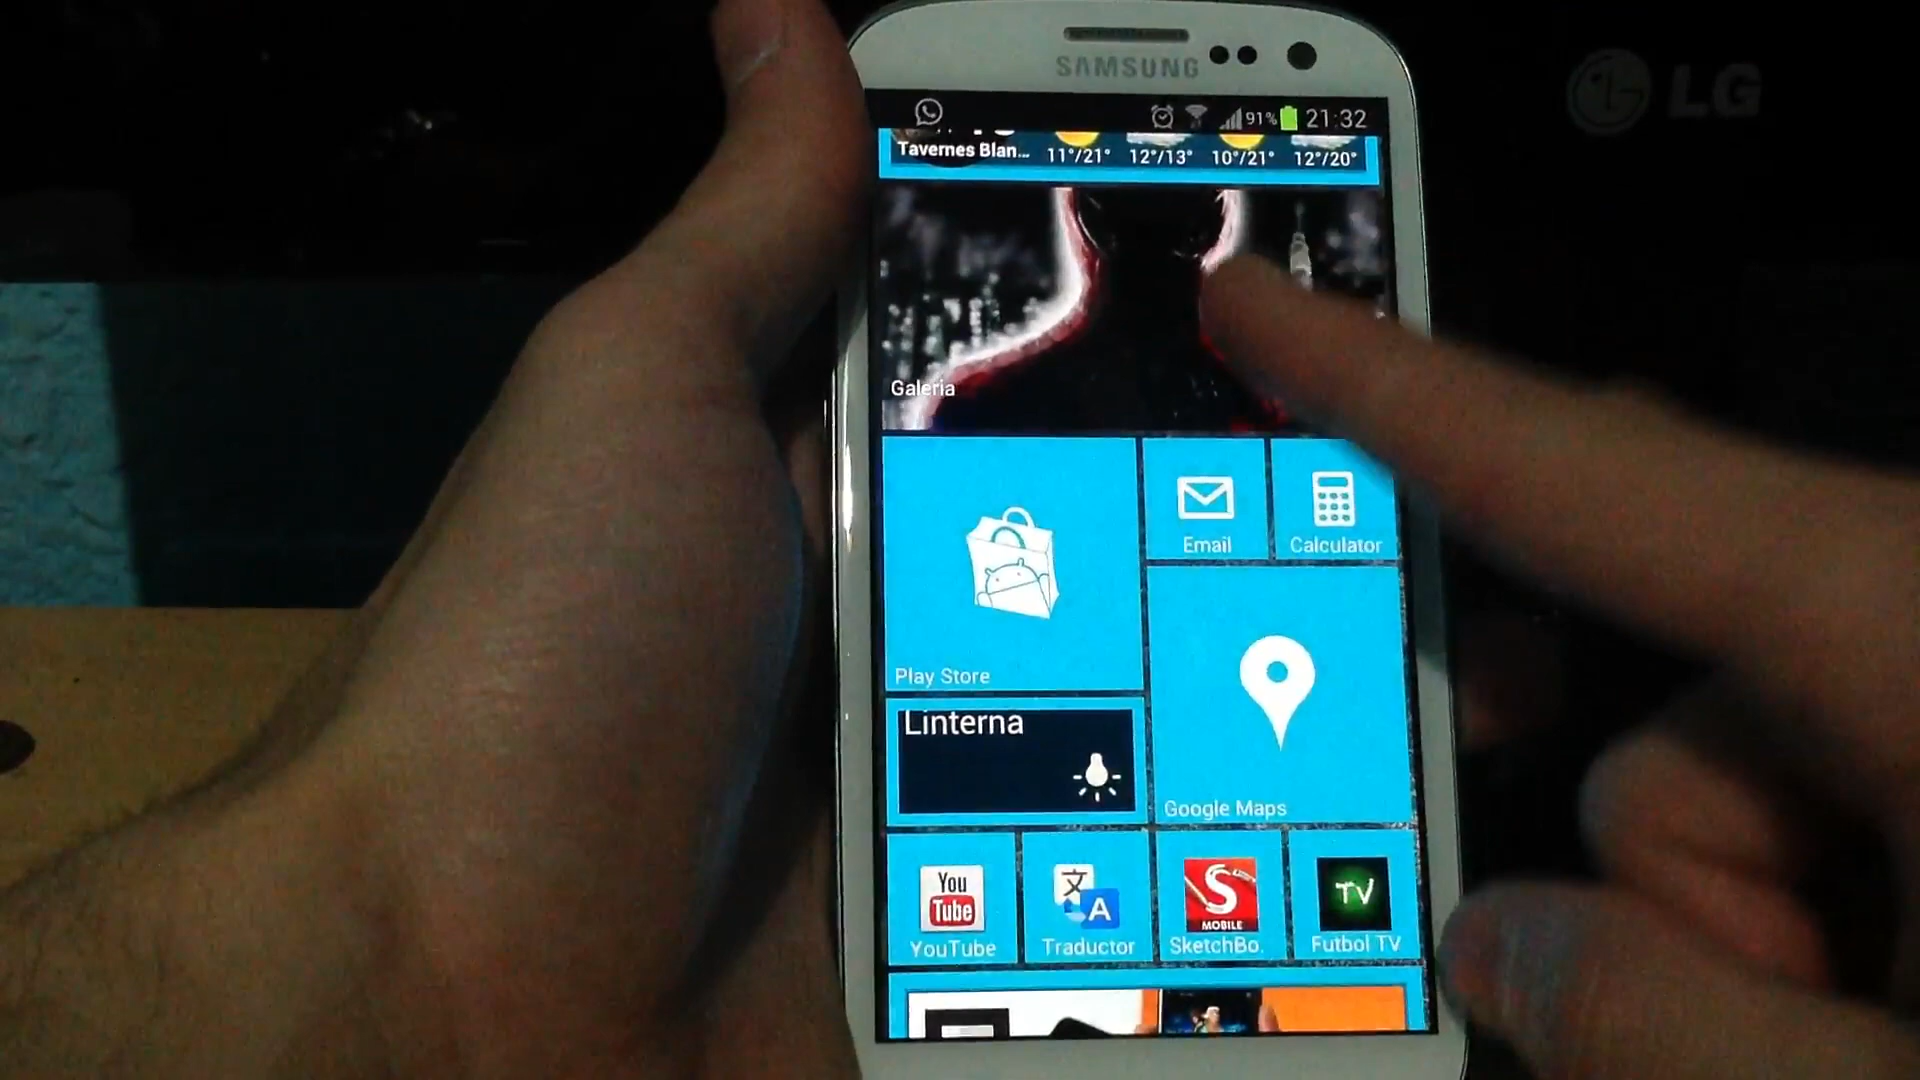 SAMSUNG
LG
91% 21:32
Tavernes Blan... 11°/21° 12°/13° 10°/21° 12°/20°
Galeria
Email
Calculator
Play Store
Linterna
Google Maps
You
Tube
YouTube
文
A
Traductor
S
MOBILE
SketchBo.
TV
Futbol TV